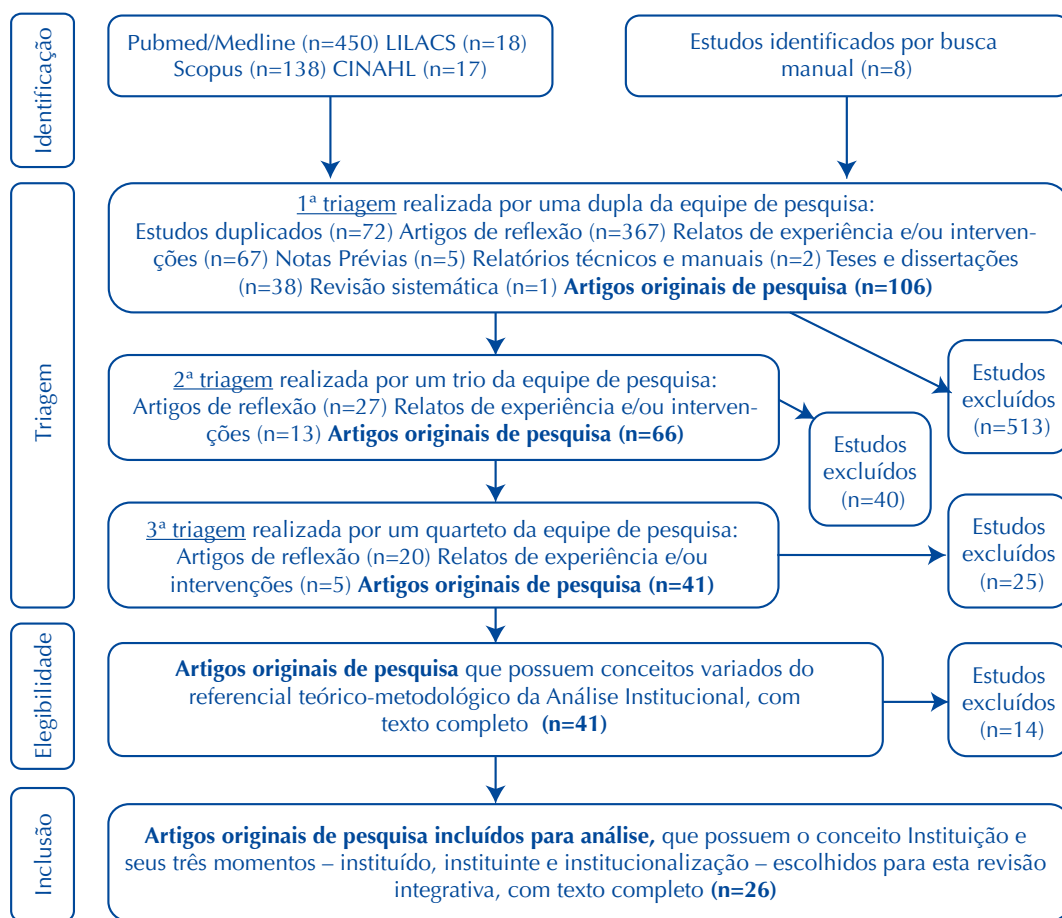 Identificação
Pubmed/Medline (n=450) LILACS (n=18)
Scopus (n=138) CINAHL (n=17)
Estudos identificados por busca
manual (n=8)
Triagem
1ª triagem realizada por uma dupla da equipe de pesquisa:
Estudos duplicados (n=72) Artigos de reflexão (n=367) Relatos de experiência e/ou interven-
ções (n=67) Notas Prévias (n=5) Relatórios técnicos e manuais (n=2) Teses e dissertações
(n=38) Revisão sistemática (n=1) Artigos originais de pesquisa (n=106)
Estudos
excluídos
(n=513)
2ª triagem realizada por um trio da equipe de pesquisa:
Artigos de reflexão (n=27) Relatos de experiência e/ou interven-
ções (n=13) Artigos originais de pesquisa (n=66)
Estudos
excluídos
(n=40)
3ª triagem realizada por um quarteto da equipe de pesquisa:
Artigos de reflexão (n=20) Relatos de experiência e/ou
intervenções (n=5) Artigos originais de pesquisa (n=41)
Estudos
excluídos
(n=25)
Elegibilidade
Artigos originais de pesquisa que possuem conceitos variados do
referencial teórico-metodológico da Análise Institucional, com
texto completo (n=41)
Estudos
excluídos
(n=14)
Inclusão
Artigos originais de pesquisa incluídos para análise, que possuem o conceito Instituição e
seus três momentos – instituído, instituinte e institucionalização – escolhidos para esta revisão
integrativa, com texto completo (n=26)